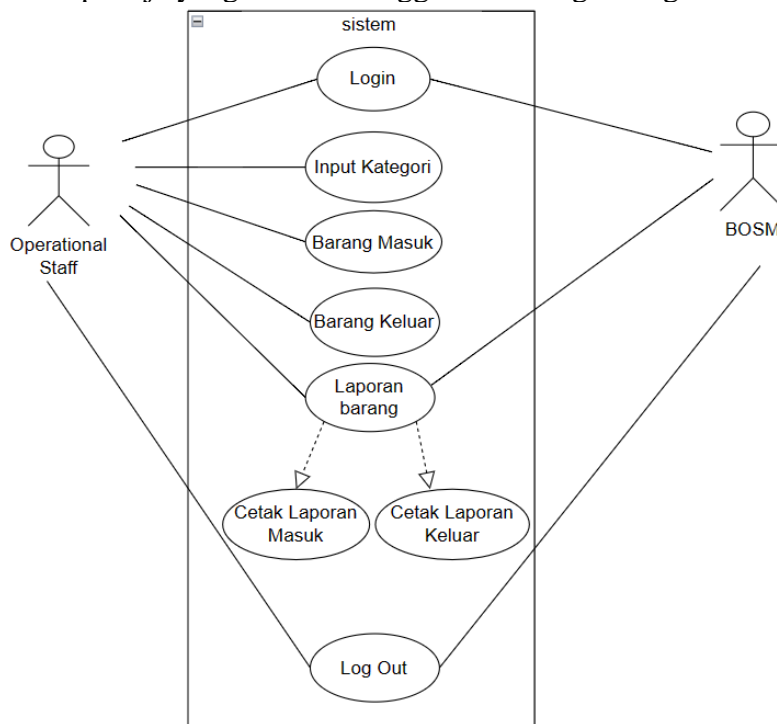 sistem
Login
Input Kategori
Operational
Staff
BOSM
Barang Masuk
Barang Keluar
Laporan
barang
Cetak Laporan
Masuk
Cetak Laporan
Keluar
Log Out